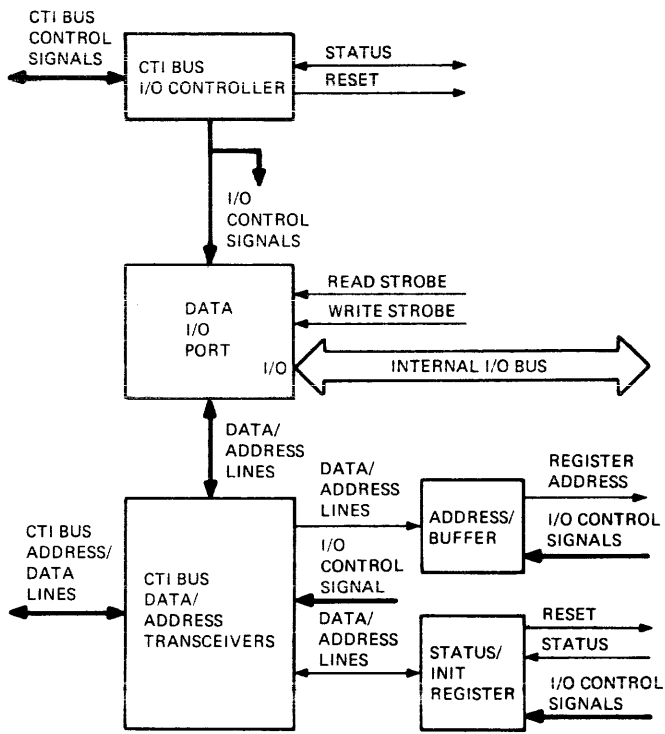 CTI BUS
CONTROL
SIGNALS
CTI BUS
I/O CONTROLLER
STATUS
RESET
I/O
CONTROL
SIGNALS
DATA
I/O
PORT
READ STROBE
WRITE STROBE
I/O
INTERNAL I/O BUS
DATA/
ADDRESS
LINES
CTI BUS
ADDRESS/
DATA
LINES
CTI BUS
DATA/
ADDRESS
TRANSCEIVERS
DATA/
ADDRESS
LINES
I/O
CONTROL
SIGNAL
DATA/
ADDRESS
LINES
ADDRESS/
BUFFER
REGISTER
ADDRESS
I/O CONTROL
SIGNALS
STATUS/
INIT
REGISTER
RESET
STATUS
I/O CONTROL
SIGNALS